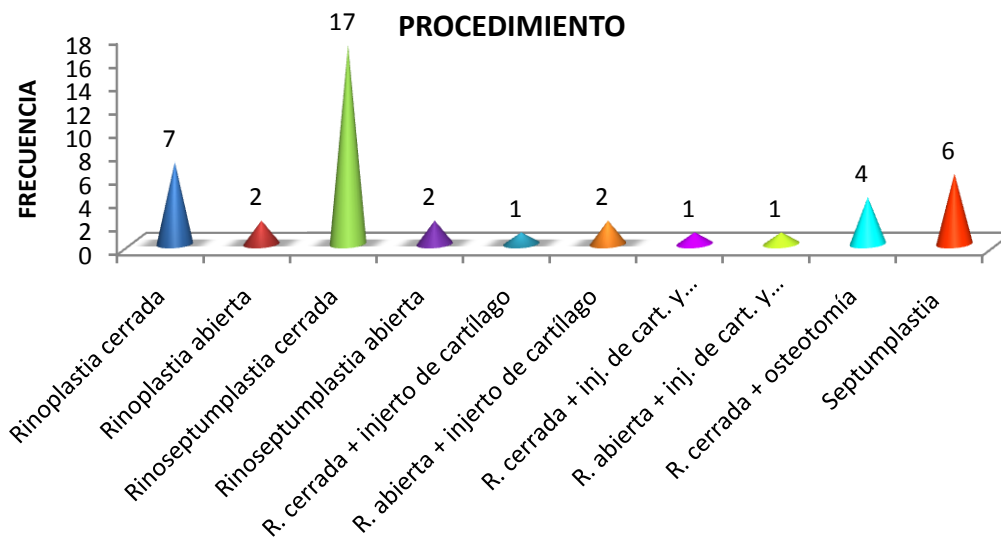 PROCEDIMIENTO
FRECUENCIA
18
16
14
12
10
8
6
4
2
0
7
2
17
2
1
2
1
1
4
6
Rinoplastia cerrada
Rinoplastia abierta
Rinoseptumplastia cerrada
Rinoseptumplastia abierta
R. cerrada + injerto de cartílago
R. abierta + injerto de cartílago
R. cerrada + inj. de cart. y...
R. abierta + inj. de cart. y...
R. cerrada + osteotomía
Septumplastia